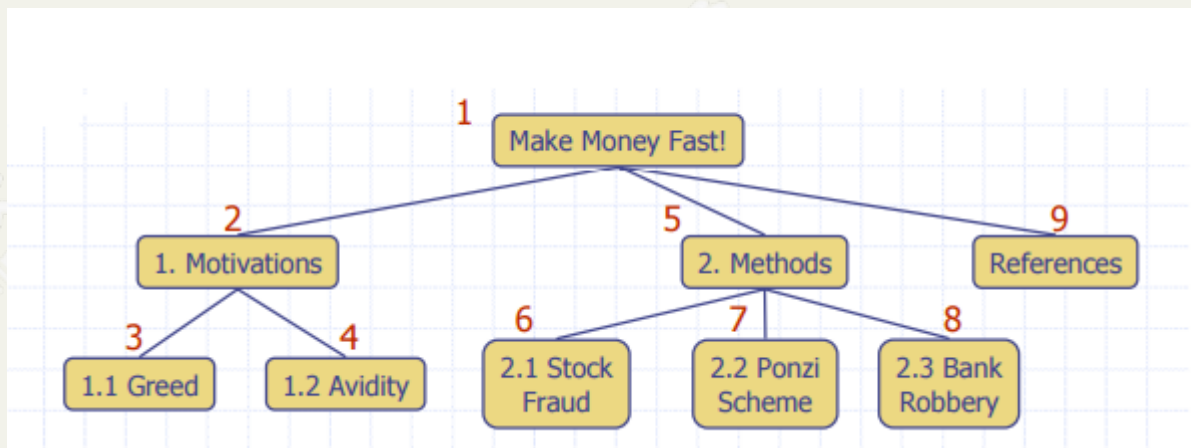 1
Make Money Fast!
2
5
9
1. Motivations
2. Methods
References
3
4
6
7
8
1.1 Greed
1.2 Avidity
2.1 Stock
Fraud
2.2 Ponzi
Scheme
2.3 Bank
Robbery